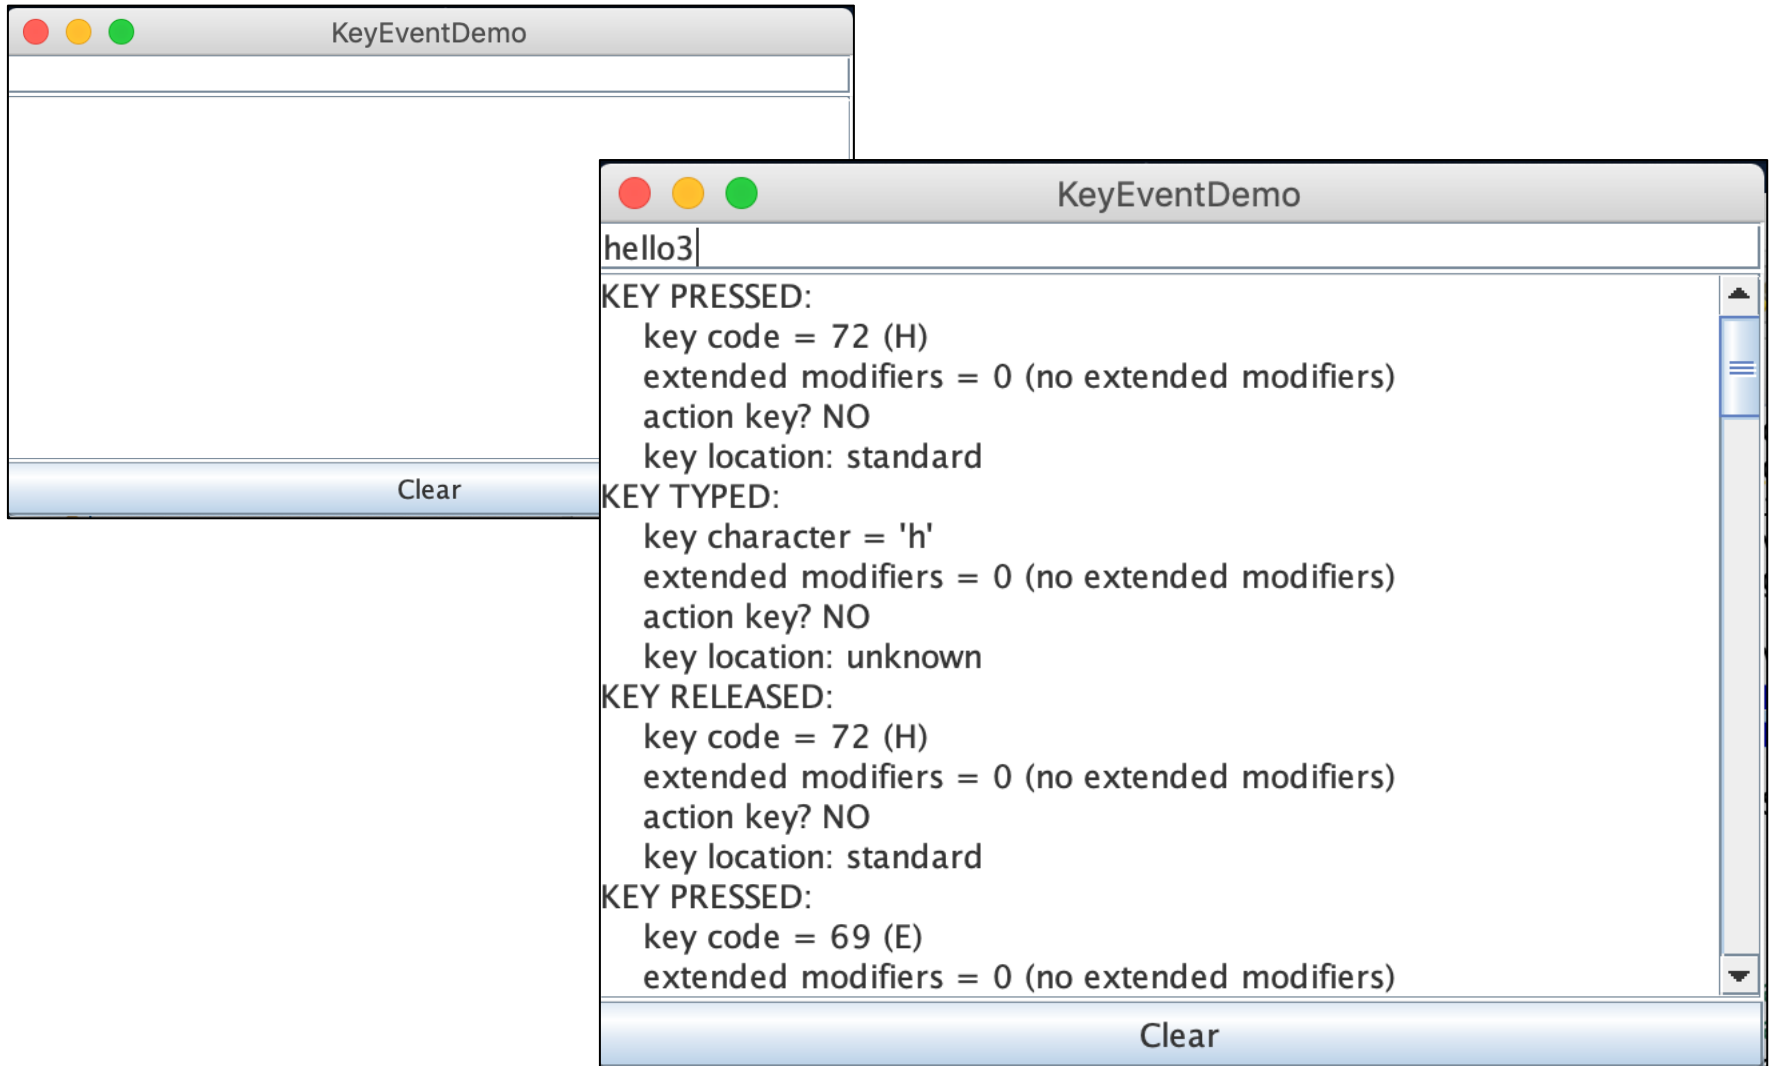 KeyEventDemo
Clear
KeyEventDemo
hello3
KEY PRESSED:
key code = 72 (H)
extended modifiers = 0 (no extended modifiers)
action key? NO
key location: standard
KEY TYPED:
key character = 'h'
extended modifiers = 0 (no extended modifiers)
action key? NO
key location: unknown
KEY RELEASED:
key code = 72 (H)
extended modifiers = 0 (no extended modifiers)
action key? NO
key location: standard
KEY PRESSED:
key code = 69 (E)
extended modifiers = 0 (no extended modifiers)
Clear